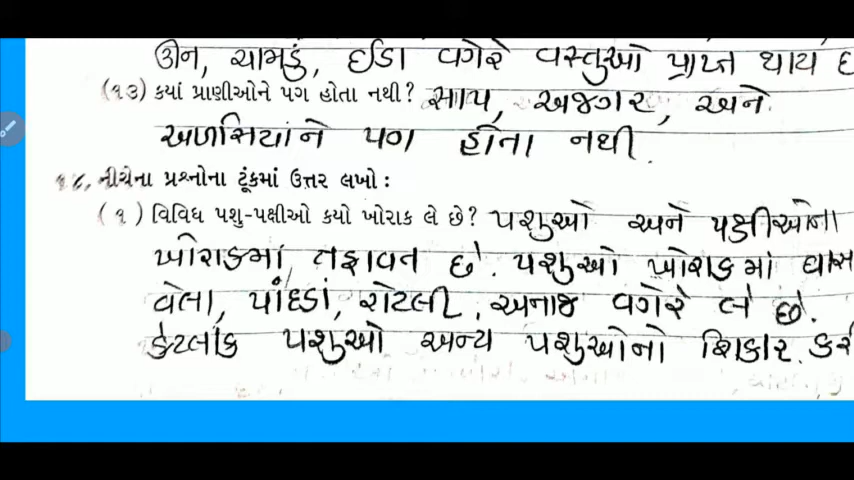 ઊન, ચામડું, ઈંડા વગેરે વસ્તુઓ પ્રાપ્ત થાય છ
(૧૩) કયાં પ્રાણીઓને પગ હોતા નથી? સાપ, અજગર, અને
અળસિયાંને પગ હોતા નથી.
૧૮. નીચેના પ્રશ્નોના ટૂંકમાં ઉત્તર લખો :
(૧) વિવિધ પશુ-પક્ષીઓ કયો ખોરાક લે છે? પશુઓ અને પક્ષીઓના
ખોરાકમાં તફાવત છે. પશુઓ ખોરાકમાં ઘાસ
વેલા, પાંદડાં, રોટલી, અનાજ વગેરે લે છે.
કેટલાંક પશુઓ અન્ય પશુઓનો શિકાર કરે